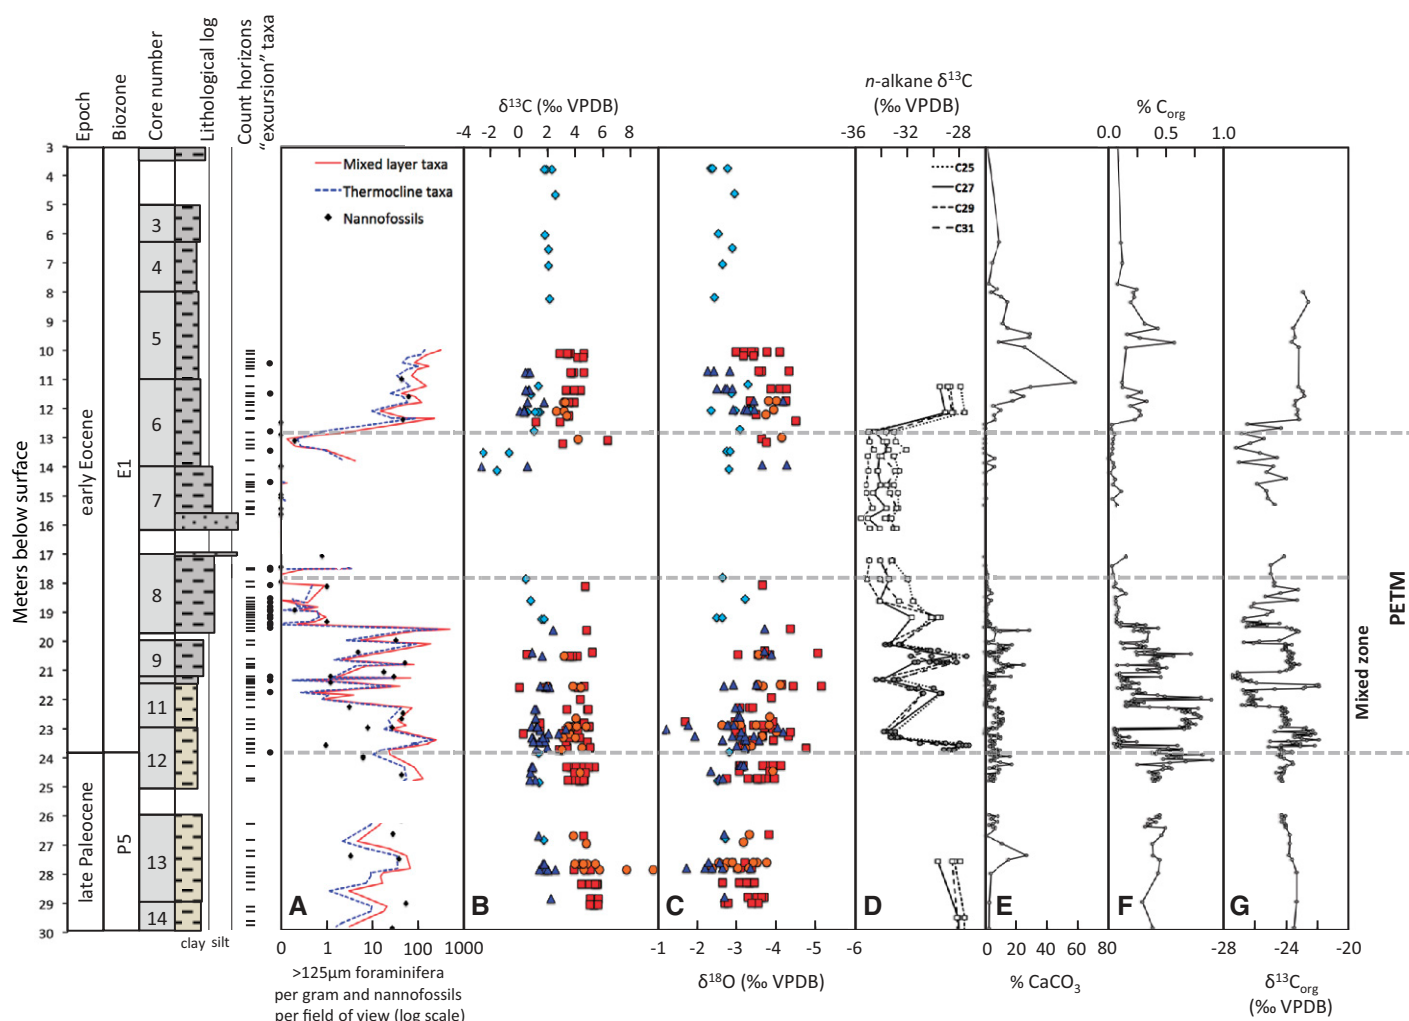 Epoch
Biozone
Core number
Lithological log
Count horizons
"excursion" taxa
δ13C (‰ VPDB)
-4 -2 0 2 4 6 8
n-alkane δ13C
(‰ VPDB)
-36 -32 -28
% Corg
0.0 0.5 1.0
Meters below surface
3
5
6
7
8
9
10
11
12
13
14
15
16
17
18
19
20
21
22
23
24
25
26
27
28
29
30
early Eocene
late Paleocene
E1
P5
3
4
5
6
7
8
9
11
12
13
14
clay silt
Mixed layer taxa
Thermocline taxa
Nannofossils
C25
C27
C29
C31
Mixed zone
PETM
A B C D E F G
0 1 10 100 1000
>125µm foraminifera
per gram and nannofossils
per field of view (log scale)
-1 -2 -3 -4 -5 -6
δ18O (‰ VPDB)
0 20 40 60 80
% CaCO3
-28 -24 -20
δ13Corg
(‰ VPDB)